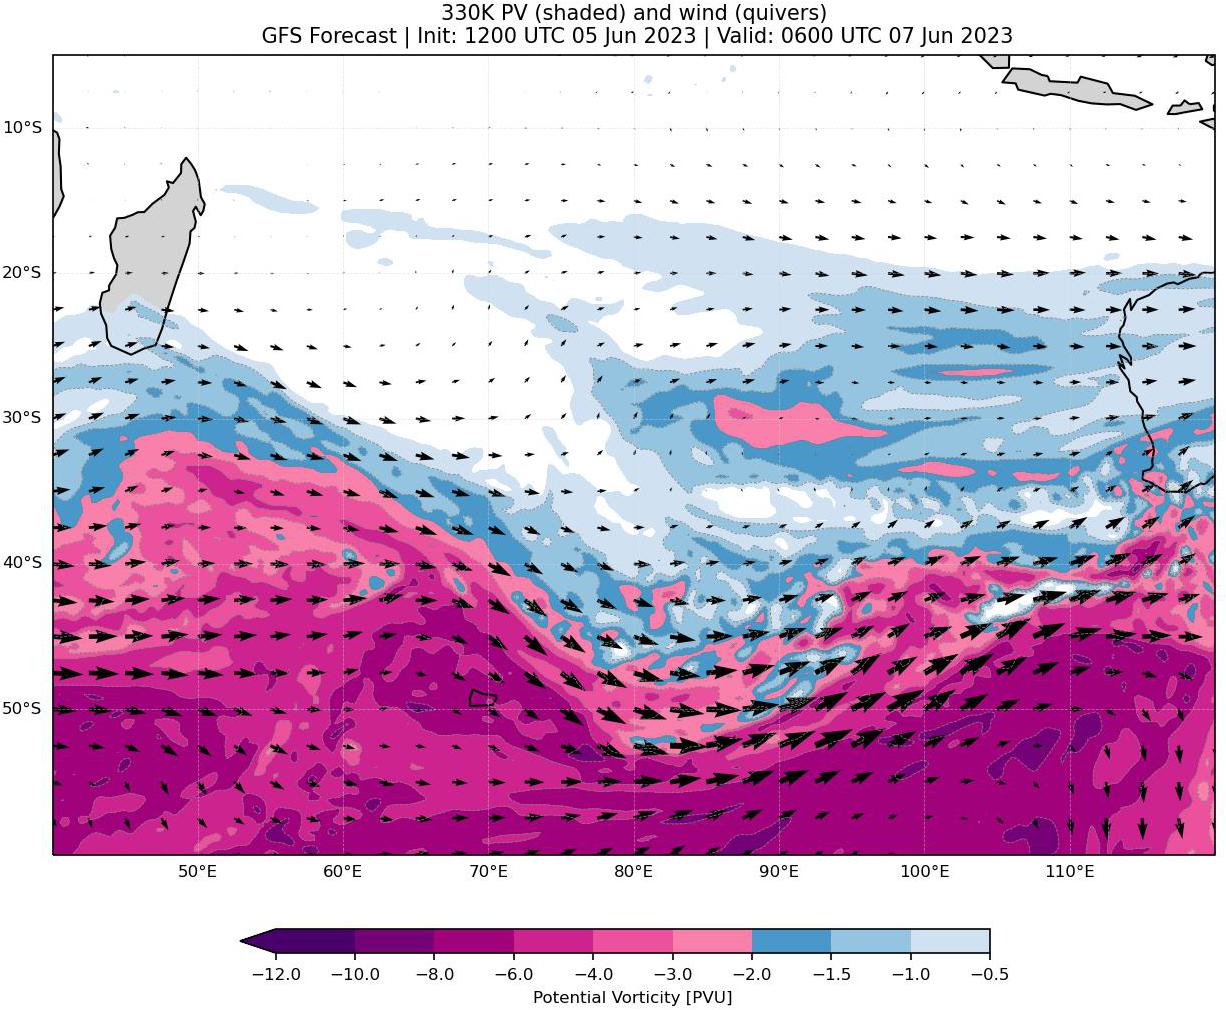 330K PV (shaded) and wind (quivers)
GFS Forecast | Init: 1200 UTC 05 Jun 2023 | Valid: 0600 UTC 07 Jun 2023
10°S
20°S
30°S
40°S
50°S
50°E 60°E 70°E 80°E 90°E 100°E 110°E
−12.0 −10.0 −8.0 −6.0 −4.0 −3.0 −2.0 −1.5 −1.0 −0.5
Potential Vorticity [PVU]